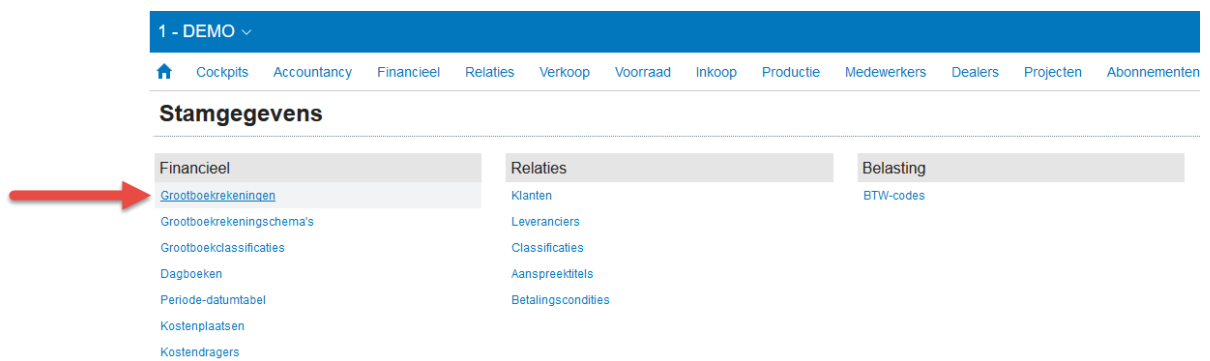 1 - DEMO
Cockpits Accountancy Financieel Relaties Verkoop Voorraad Inkoop Productie Medewerkers Dealers Projecten Abonnementen
Stamgegevens
Financieel
Grootboekrekeningen
Grootboekrekeningschema's
Grootboekclassificaties
Dagboeken
Periode-datumtabel
Kostenplaatsen
Kostendragers
Relaties
Klanten
Leveranciers
Classificaties
Aanspreektitels
Betalingscondities
Belasting
BTW-codes